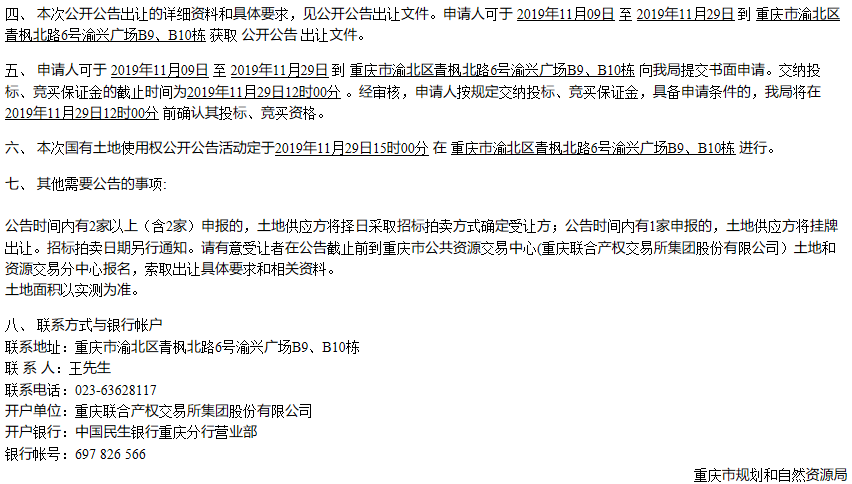 四、 本次公开公告出让的详细资料和具体要求，见公开公告出让文件。申请人可于 2019年11月09日 至 2019年11月29日 到 重庆市渝北区
青枫北路6号渝兴广场B9、B10栋 获取 公开公告 出让文件。
五、 申请人可于 2019年11月09日 至 2019年11月29日 到 重庆市渝北区青枫北路6号渝兴广场B9、B10栋 向我局提交书面申请。交纳投
标、竞买保证金的截止时间为2019年11月29日12时00分 。经审核，申请人按规定交纳投标、竞买保证金，具备申请条件的，我局将在
2019年11月29日12时00分 前确认其投标、竞买资格。
六、 本次国有土地使用权公开公告活动定于2019年11月29日15时00分 在 重庆市渝北区青枫北路6号渝兴广场B9、B10栋 进行。
七、 其他需要公告的事项:
公告时间内有2家以上（含2家）申报的，土地供应方将择日采取招标拍卖方式确定受让方；公告时间内有1家申报的，土地供应方将挂牌
出让。招标拍卖日期另行通知。请有意受让者在公告截止前到重庆市公共资源交易中心(重庆联合产权交易所集团股份有限公司）土地和
资源交易分中心报名，索取出让具体要求和相关资料。
土地面积以实测为准。
八、 联系方式与银行帐户
联系地址：重庆市渝北区青枫北路6号渝兴广场B9、B10栋
联 系 人：王先生
联系电话：023-63628117
开户单位：重庆联合产权交易所集团股份有限公司
开户银行：中国民生银行重庆分行营业部
银行帐号：697 826 566
重庆市规划和自然资源局